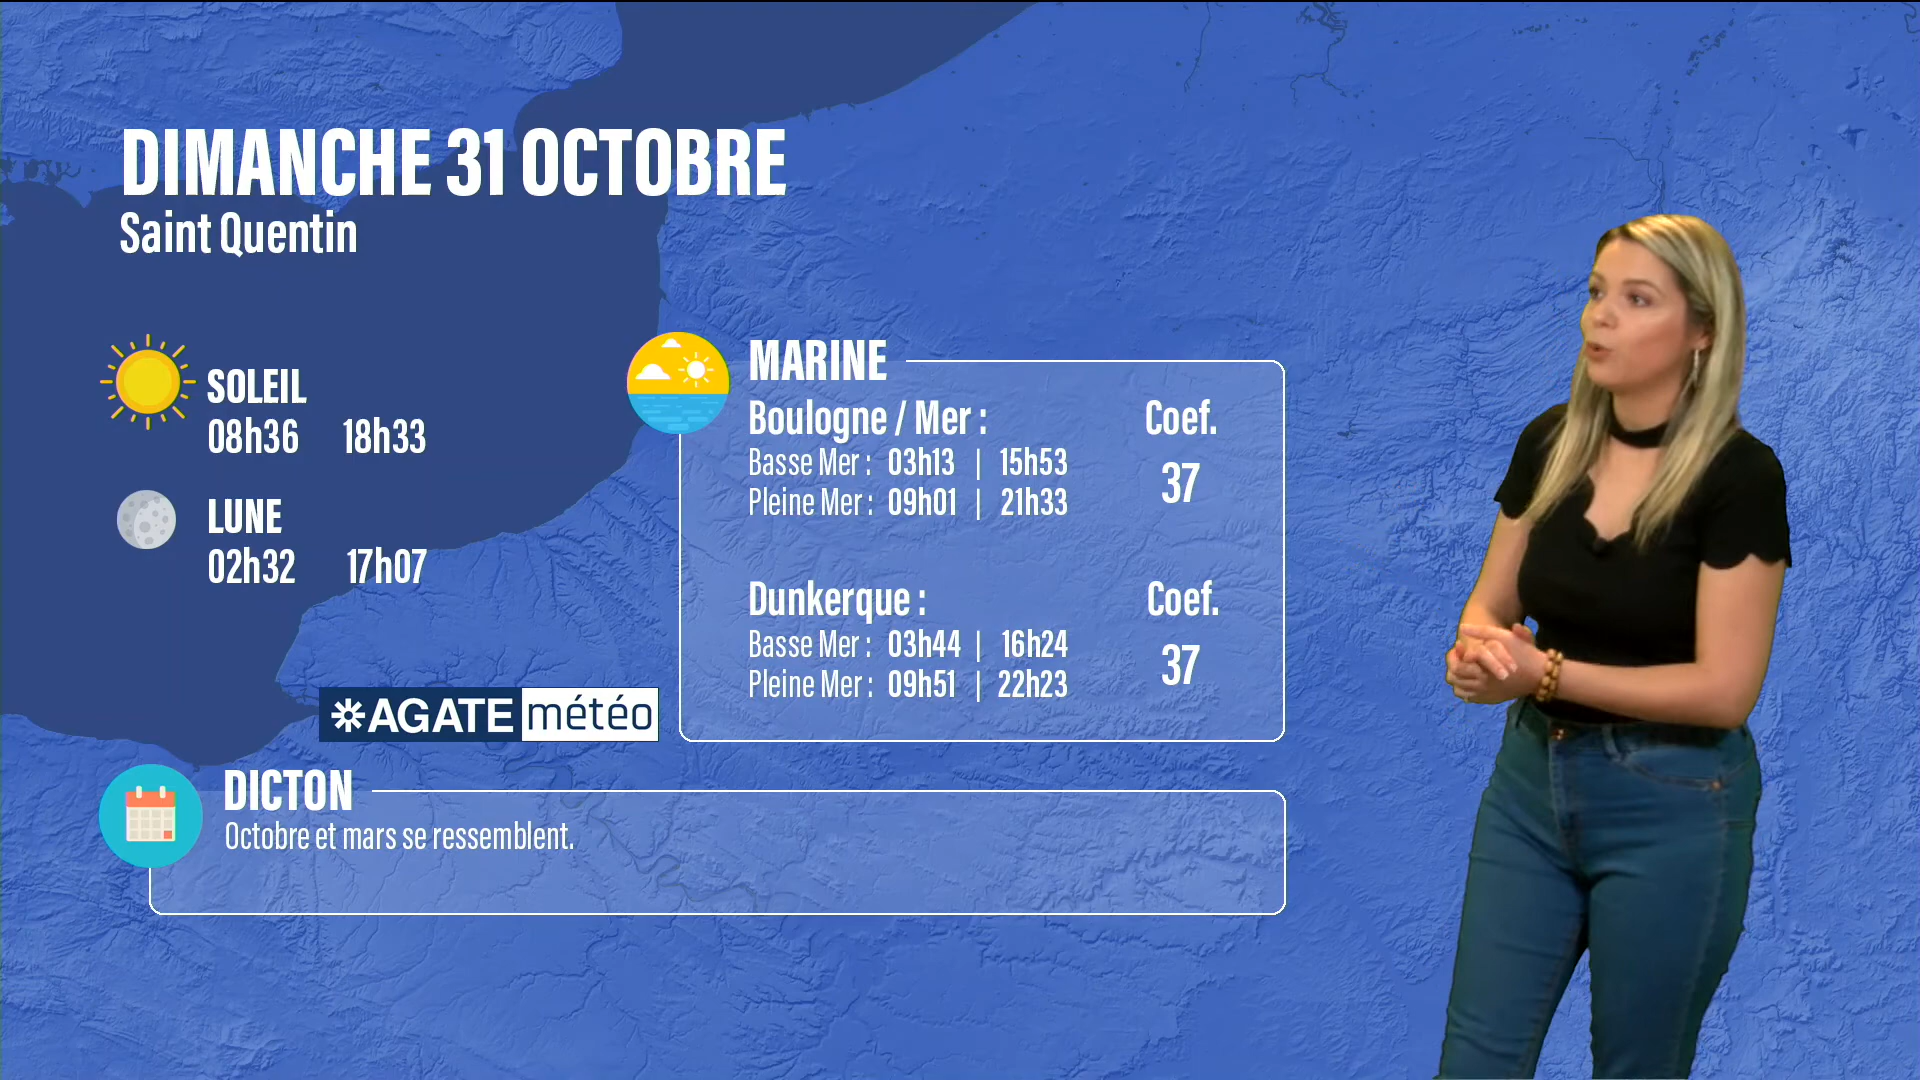 DIMANCHE 31 OCTOBRE
Saint Quentin
SOLEIL
08h36 18h33
LUNE
02h32 17h07
MARINE
Boulogne / Mer : Coef.
Basse Mer : 03h13 | 15h53
37
Pleine Mer : 09h01 | 21h33
Dunkerque : Coef.
Basse Mer : 03h44 | 16h24
37
Pleine Mer : 09h51 | 22h23
AGATE météo
DICTON
Octobre et mars se ressemblent.